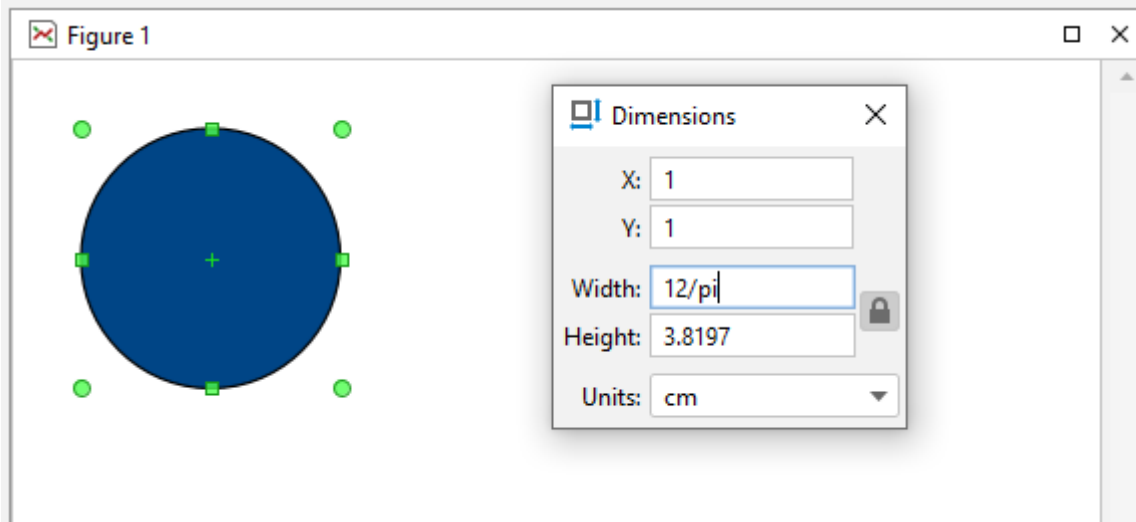 Figure 1
Dimensions
X: 1
Y: 1
Width: 12/pi
Height: 3.8197
Units: cm